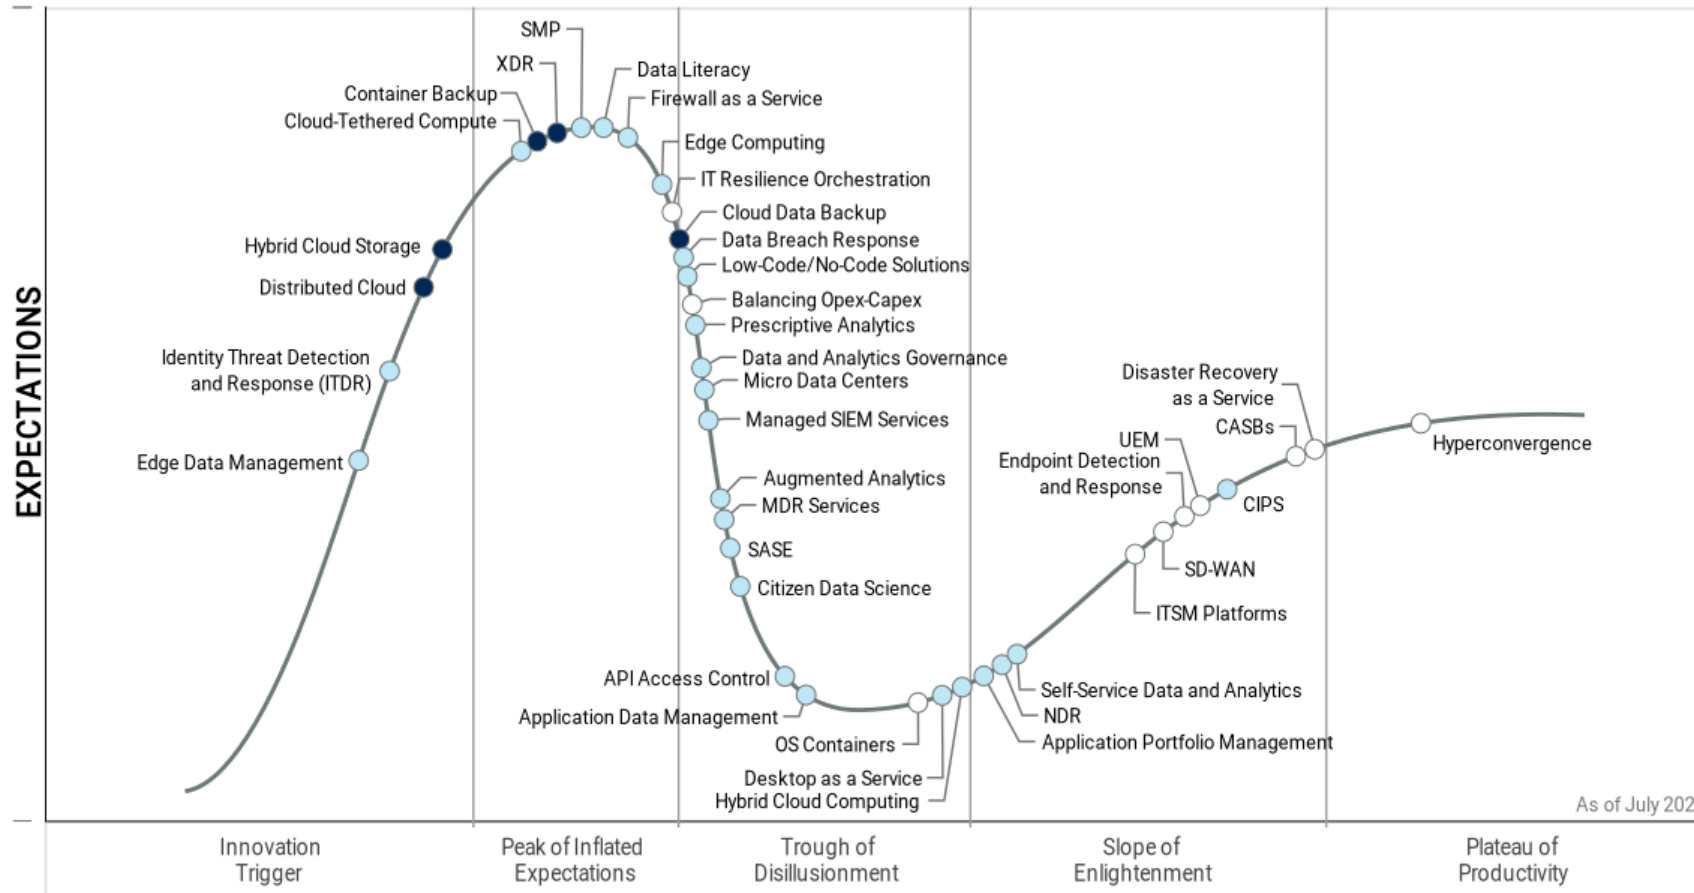 SMP
XDR
Data Literacy
Container Backup
Firewall as a Service
Cloud-Tethered Compute
Edge Computing
IT Resilience Orchestration
Cloud Data Backup
Data Breach Response
Hybrid Cloud Storage
Low-Code/No-Code Solutions
Distributed Cloud
Balancing Opex-Capex
Prescriptive Analytics
Identity Threat Detection
and Response (ITDR)
Data and Analytics Governance
Micro Data Centers
Managed SIEM Services
Edge Data Management
Augmented Analytics
MDR Services
SASE
Citizen Data Science
API Access Control
Application Data Management
OS Containers
Desktop as a Service
Hybrid Cloud Computing
Disaster Recovery
as a Service
CASBs
UEM
Hyperconvergence
Endpoint Detection
and Response
CIPS
SD-WAN
ITSM Platforms
Self-Service Data and Analytics
NDR
Application Portfolio Management
EXPECTATIONS
As of July 202
Innovation
Trigger
Peak of Inflated
Expectations
Trough of
Disillusionment
Slope of
Enlightenment
Plateau of
Productivity